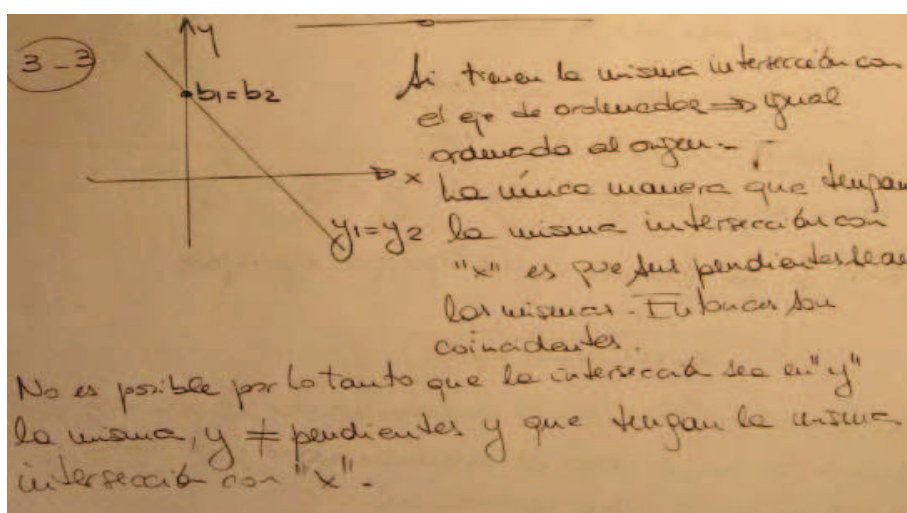 3-3
y
b1=b2
x
y1=y2
Si tienen la misma intersección con
el eje de ordenadas ⇒ igual
ordenada al origen.-
La única manera que tengan
la misma intersección con
"x" es que sus pendientes sean
las mismas. Entonces son
coincidentes.
No es posible por lo tanto que la intersección sea en "y"
la misma, y ≠ pendientes y que tengan la misma
intersección con "x".-